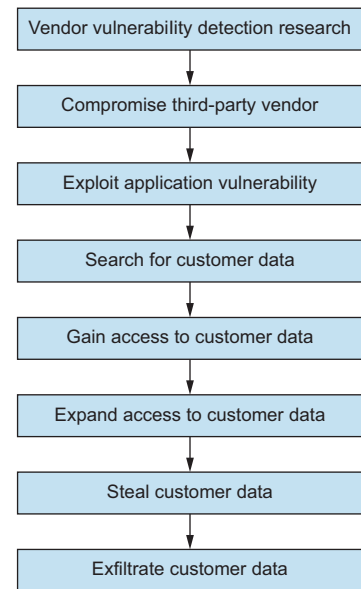 Vendor vulnerability detection research
Compromise third-party vendor
Exploit application vulnerability
Search for customer data
Gain access to customer data
Expand access to customer data
Steal customer data
Exfiltrate customer data